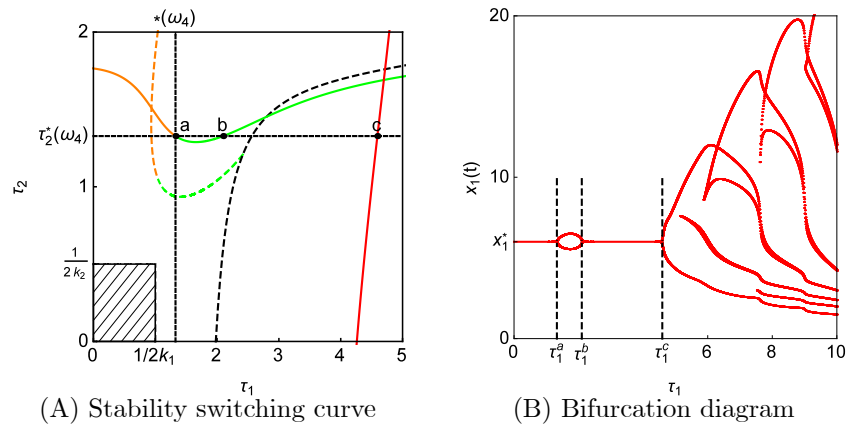 *(ω₄)
2
τ₂*(ω₄)
a
b
c
τ₂
1
1/(2k₂)
0
0
1/2k₁
2
3
4
5
τ₁
(A) Stability switching curve
20
x₁(t)
10
x₁*
0
0
τ₁ᵃ
τ₁ᵇ
τ₁ᶜ
6
8
10
τ₁
(B) Bifurcation diagram